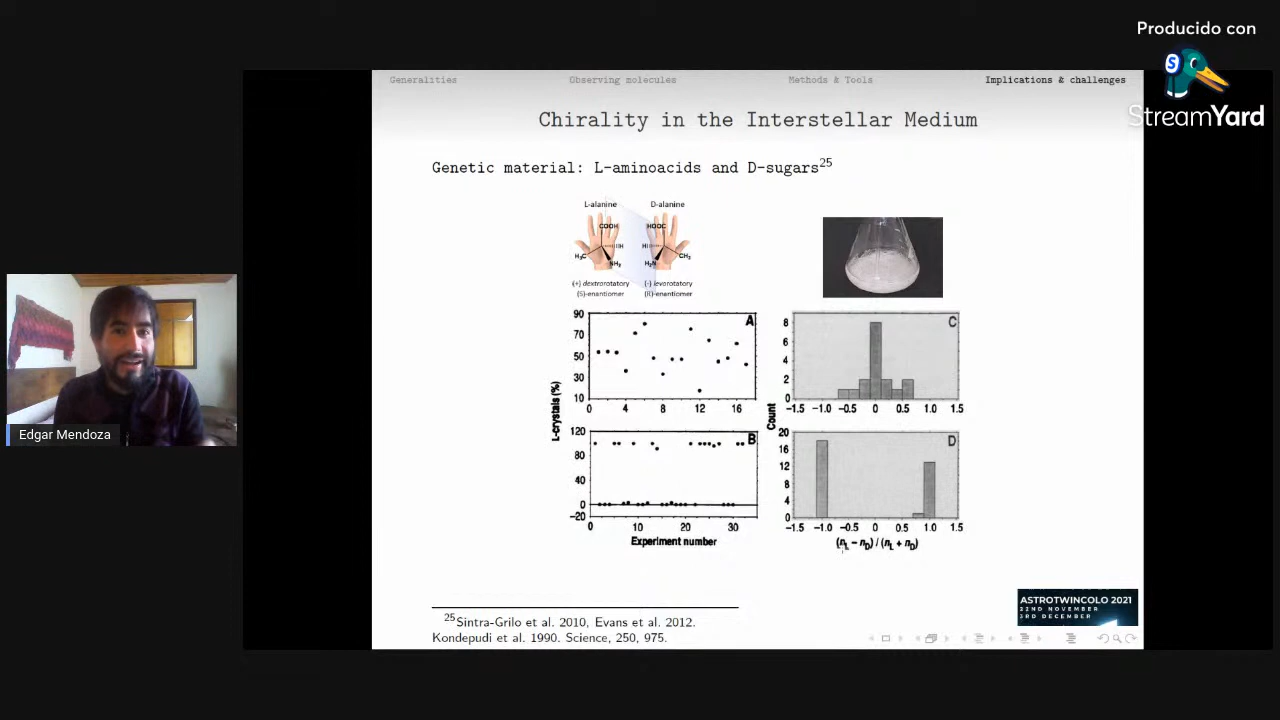 Producido con
StreamYard
Generalities Observing molecules Methods & Tools Implications & challenges
Chirality in the Interstellar Medium
Genetic material: L-aminoacids and D-sugars25
L-alanine D-alanine
COOH HOOC
H3C NH2 H2N CH3
(+) dextrorotatory (-) levorotatory
(S)-enantiomer (R)-enantiomer
90
70
50
30
10
A
0 4 8 12 16
8
6
4
2
0
C
-1.5 -1.0 -0.5 0 0.5 1.0 1.5
L-crystals (%)
Count
120
80
40
0
-20
B
0 10 20 30
Experiment number
20
16
12
8
4
0
D
-1.5 -1.0 -0.5 0 0.5 1.0 1.5
(nL - nD) / (nL + nD)
Edgar Mendoza
25Sintra-Grilo et al. 2010, Evans et al. 2012.
Kondepudi et al. 1990. Science, 250, 975.
ASTROTWINCOLO 2021
22ND NOVEMBER
3RD DECEMBER